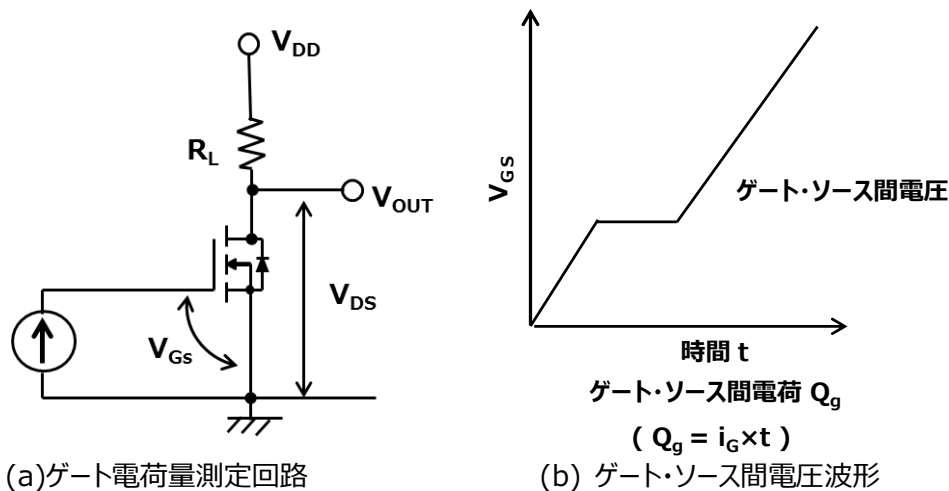 V_DD
R_L
V_OUT
V_DS
V_Gs
(a)ゲート電荷量測定回路
V_GS
ゲート・ソース間電圧
時間 t
ゲート・ソース間電荷 Q_g
( Q_g = i_G×t )
(b) ゲート・ソース間電圧波形